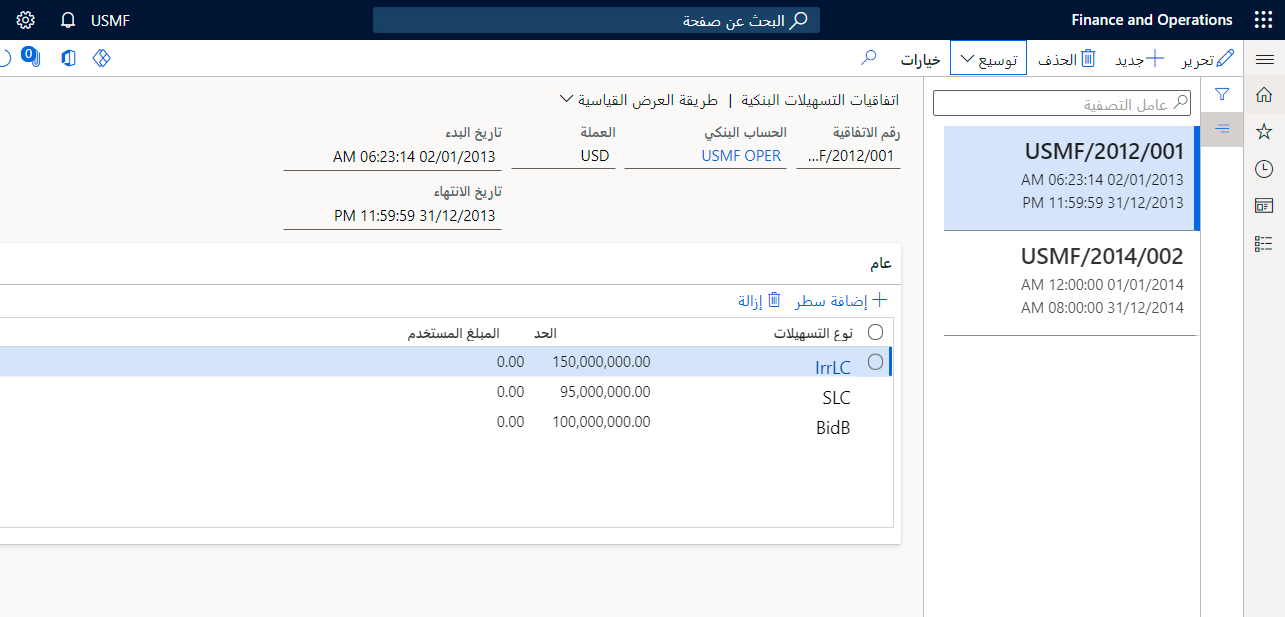 Finance and Operations
البحث عن صفحة
USMF
تحرير
جديد
الحذف
توسيع
خيارات
0
عامل التصفية
USMF/2012/001
AM 06:23:14 02/01/2013
PM 11:59:59 31/12/2013
USMF/2014/002
AM 12:00:00 01/01/2014
AM 08:00:00 31/12/2014
اتفاقيات التسهيلات البنكية | طريقة العرض القياسية
رقم الاتفاقية
...F/2012/001
الحساب البنكي
USMF OPER
العملة
USD
تاريخ البدء
AM 06:23:14 02/01/2013
تاريخ الانتهاء
PM 11:59:59 31/12/2013
عام
إضافة سطر
إزالة
نوع التسهيلات الحد المبلغ المستخدم
IrrLC 150,000,000.00 0.00
SLC 95,000,000.00 0.00
BidB 100,000,000.00 0.00